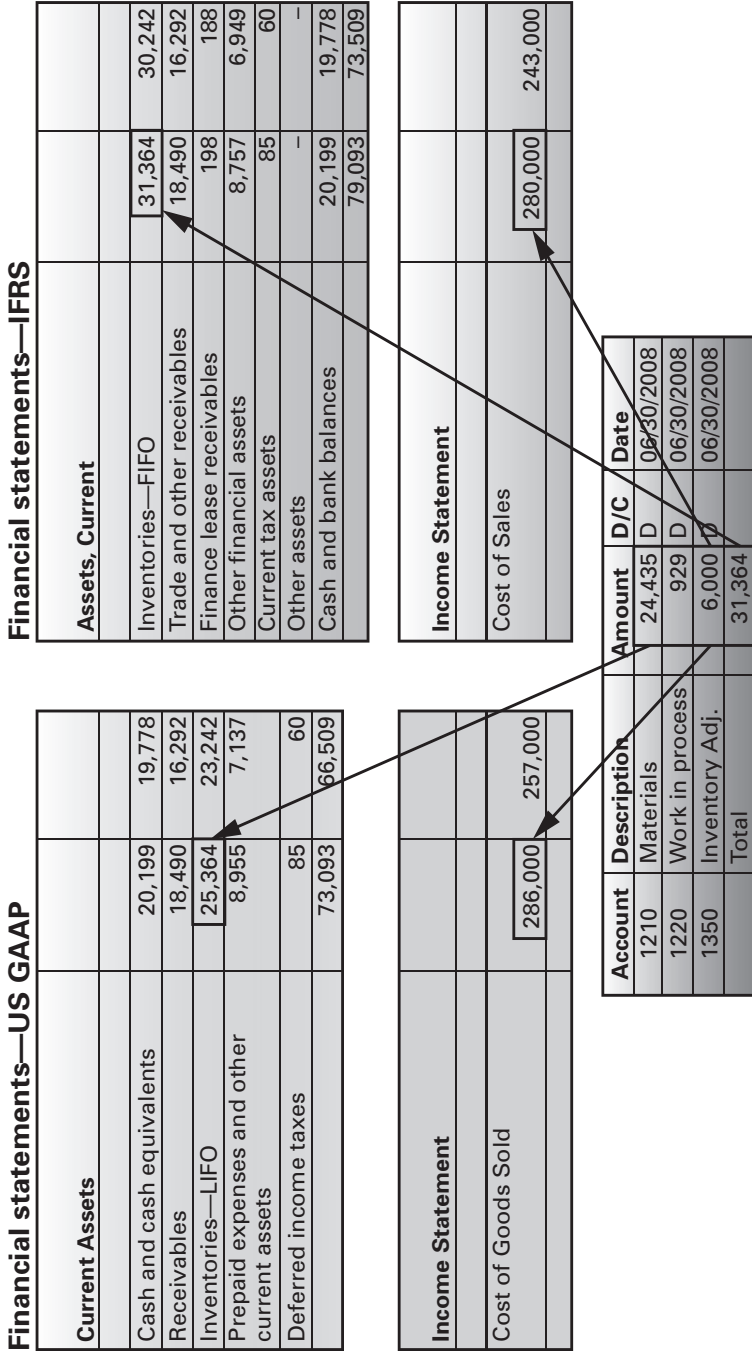 Financial statements—US GAAP
Current Assets
Cash and cash equivalents 20,199 19,778
Receivables 18,490 16,292
Inventories—LIFO 25,364 23,242
Prepaid expenses and other 8,955 7,137
current assets
Deferred income taxes 85 60
73,093 66,509
Income Statement
Cost of Goods Sold 286,000 257,000
Financial statements—IFRS
Assets, Current
Inventories—FIFO 31,364 30,242
Trade and other receivables 18,490 16,292
Finance lease receivables 198 188
Other financial assets 8,757 6,949
Current tax assets 85 60
Other assets – –
Cash and bank balances 20,199 19,778
79,093 73,509
Income Statement
Cost of Sales 280,000 243,000
Account Description Amount D/C Date
1210 Materials 24,435 D 06/30/2008
1220 Work in process 929 D 06/30/2008
1350 Inventory Adj. 6,000 D 06/30/2008
Total 31,364